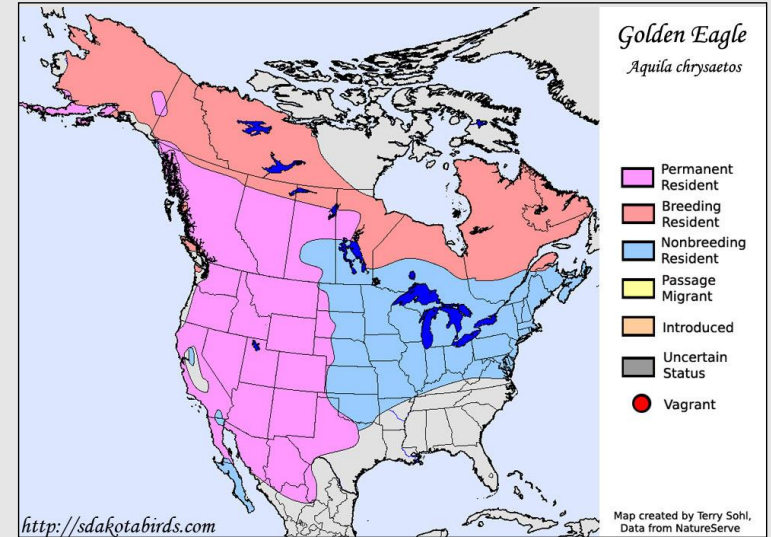 Golden Eagle
Aquila chrysaetos
Permanent
Resident
Breeding
Resident
Nonbreeding
Resident
Passage
Migrant
Introduced
Uncertain
Status
Vagrant
http://sdakotabirds.com
Map created by Terry Sohl,
Data from NatureServe